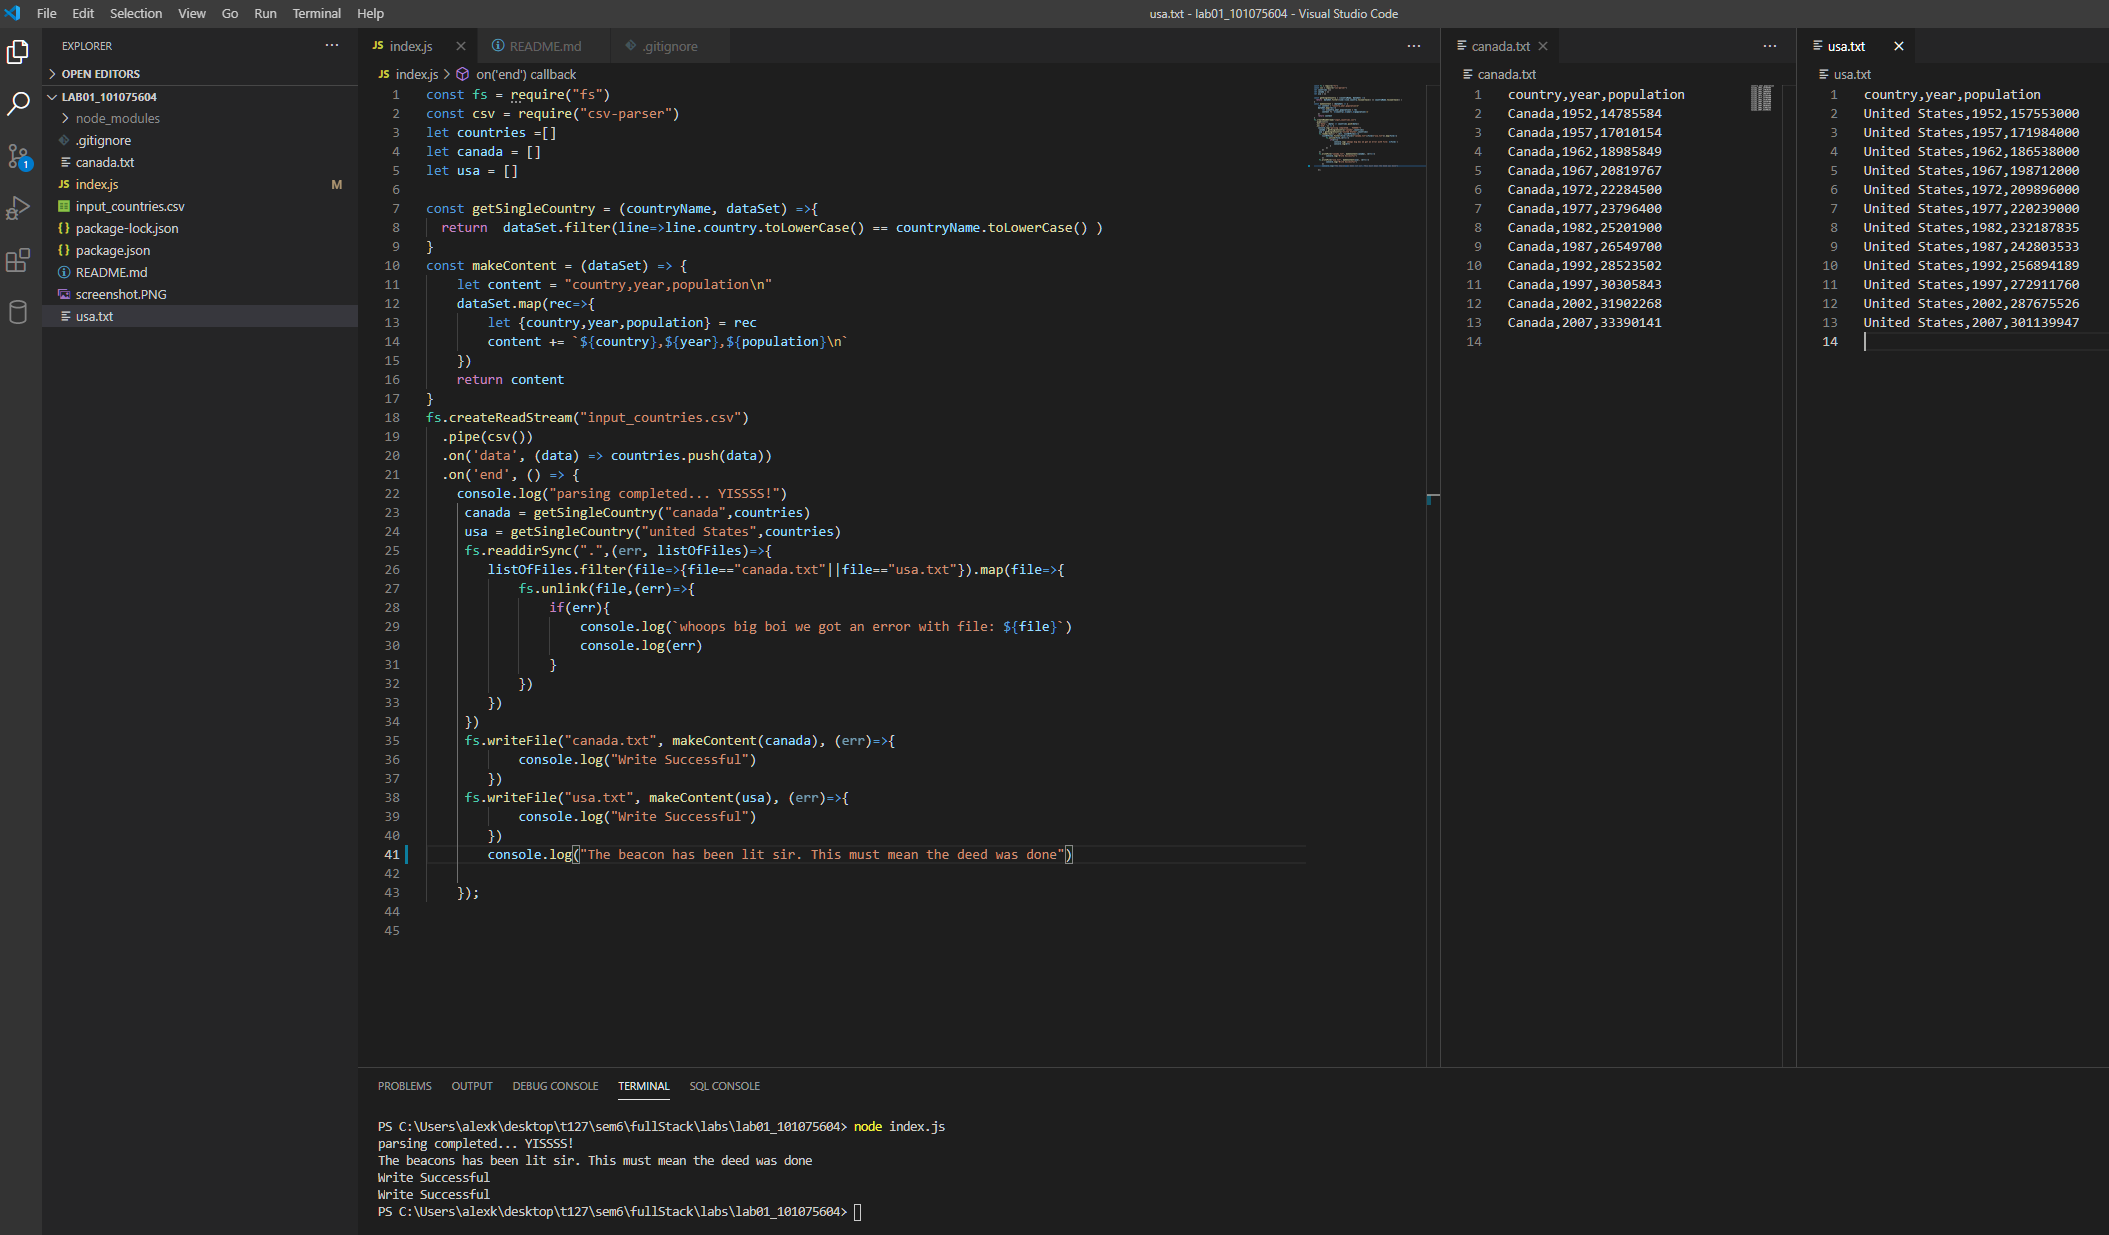 File Edit Selection View Go Run Terminal Help
usa.txt - lab01_101075604 - Visual Studio Code
EXPLORER
OPEN EDITORS
LAB01_101075604
node_modules
.gitignore
canada.txt
JS index.js M
input_countries.csv
{} package-lock.json
{} package.json
README.md
screenshot.PNG
usa.txt
1
JS index.js
README.md
.gitignore
JS index.js > on('end') callback
1 const fs = require("fs")
2 const csv = require("csv-parser")
3 let countries =[]
4 let canada = []
5 let usa = []
6
7 const getSingleCountry = (countryName, dataSet) =>{
8 return  dataSet.filter(line=>line.country.toLowerCase() == countryName.toLowerCase() )
9 }
10 const makeContent = (dataSet) => {
11 let content = "country,year,population\n"
12 dataSet.map(rec=>{
13 let {country,year,population} = rec
14 content += `${country},${year},${population}\n`
15 })
16 return content
17 }
18 fs.createReadStream("input_countries.csv")
19 .pipe(csv())
20 .on('data', (data) => countries.push(data))
21 .on('end', () => {
22 console.log("parsing completed... YISSSS!")
23 canada = getSingleCountry("canada",countries)
24 usa = getSingleCountry("united States",countries)
25 fs.readdirSync(".",(err, listOfFiles)=>{
26 listOfFiles.filter(file=>{file=="canada.txt"||file=="usa.txt"}).map(file=>{
27 fs.unlink(file,(err)=>{
28 if(err){
29 console.log(`whoops big boi we got an error with file: ${file}`)
30 console.log(err)
31 }
32 })
33 })
34 })
35 fs.writeFile("canada.txt", makeContent(canada), (err)=>{
36 console.log("Write Successful")
37 })
38 fs.writeFile("usa.txt", makeContent(usa), (err)=>{
39 console.log("Write Successful")
40 })
41 console.log("The beacon has been lit sir. This must mean the deed was done")
42
43 });
44
45
canada.txt
canada.txt
1 country,year,population
2 Canada,1952,14785584
3 Canada,1957,17010154
4 Canada,1962,18985849
5 Canada,1967,20819767
6 Canada,1972,22284500
7 Canada,1977,23796400
8 Canada,1982,25201900
9 Canada,1987,26549700
10 Canada,1992,28523502
11 Canada,1997,30305843
12 Canada,2002,31902268
13 Canada,2007,33390141
14
usa.txt
usa.txt
1 country,year,population
2 United States,1952,157553000
3 United States,1957,171984000
4 United States,1962,186538000
5 United States,1967,198712000
6 United States,1972,209896000
7 United States,1977,220239000
8 United States,1982,232187835
9 United States,1987,242803533
10 United States,1992,256894189
11 United States,1997,272911760
12 United States,2002,287675526
13 United States,2007,301139947
14
PROBLEMS OUTPUT DEBUG CONSOLE TERMINAL SQL CONSOLE
PS C:\Users\alexk\desktop\t127\sem6\fullStack\labs\lab01_101075604> node index.js
parsing completed... YISSSS!
The beacons has been lit sir. This must mean the deed was done
Write Successful
Write Successful
PS C:\Users\alexk\desktop\t127\sem6\fullStack\labs\lab01_101075604>